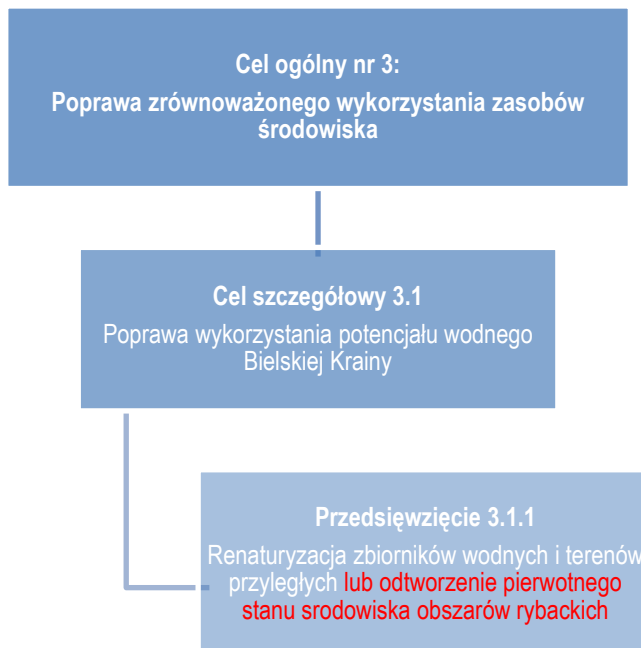 Cel ogólny nr 3:
Poprawa zrównoważonego wykorzystania zasobów
środowiska
Cel szczegółowy 3.1
Poprawa wykorzystania potencjału wodnego
Bielskiej Krainy
Przedsięwzięcie 3.1.1
Renaturyzacja zbiorników wodnych i terenów
przyległych lub odtworzenie pierwotnego
stanu srodowiska obszarów rybackich